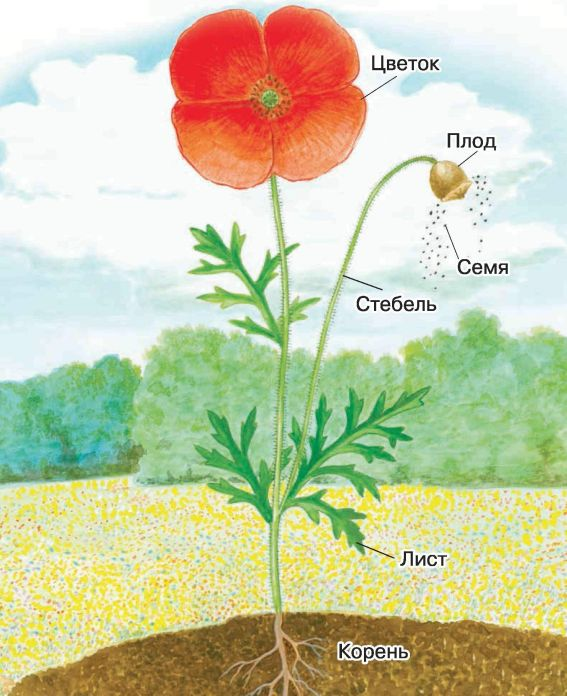 Цветок
Плод
Семя
Стебель
Лист
Корень